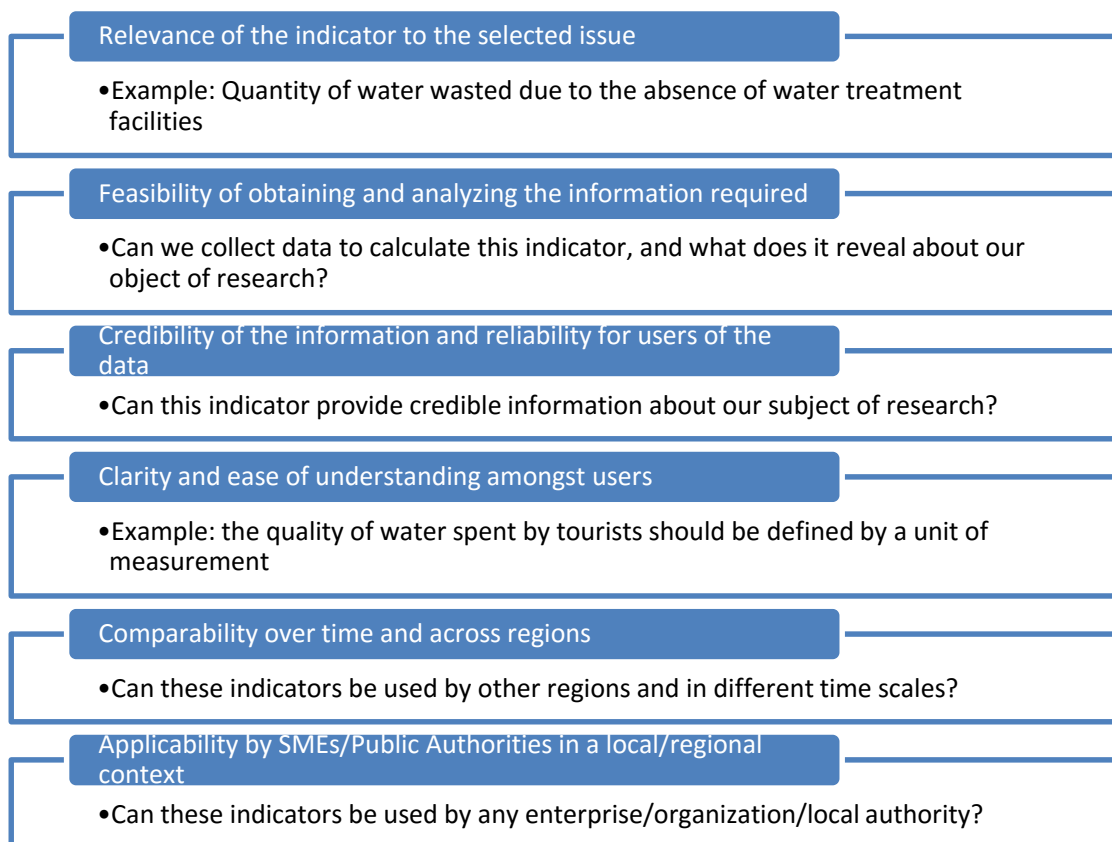 Relevance of the indicator to the selected issue
•Example: Quantity of water wasted due to the absence of water treatment
facilities
Feasibility of obtaining and analyzing the information required
•Can we collect data to calculate this indicator, and what does it reveal about our
object of research?
Credibility of the information and reliability for users of the
data
•Can this indicator provide credible information about our subject of research?
Clarity and ease of understanding amongst users
•Example: the quality of water spent by tourists should be defined by a unit of
measurement
Comparability over time and across regions
•Can these indicators be used by other regions and in different time scales?
Applicability by SMEs/Public Authorities in a local/regional
context
•Can these indicators be used by any enterprise/organization/local authority?